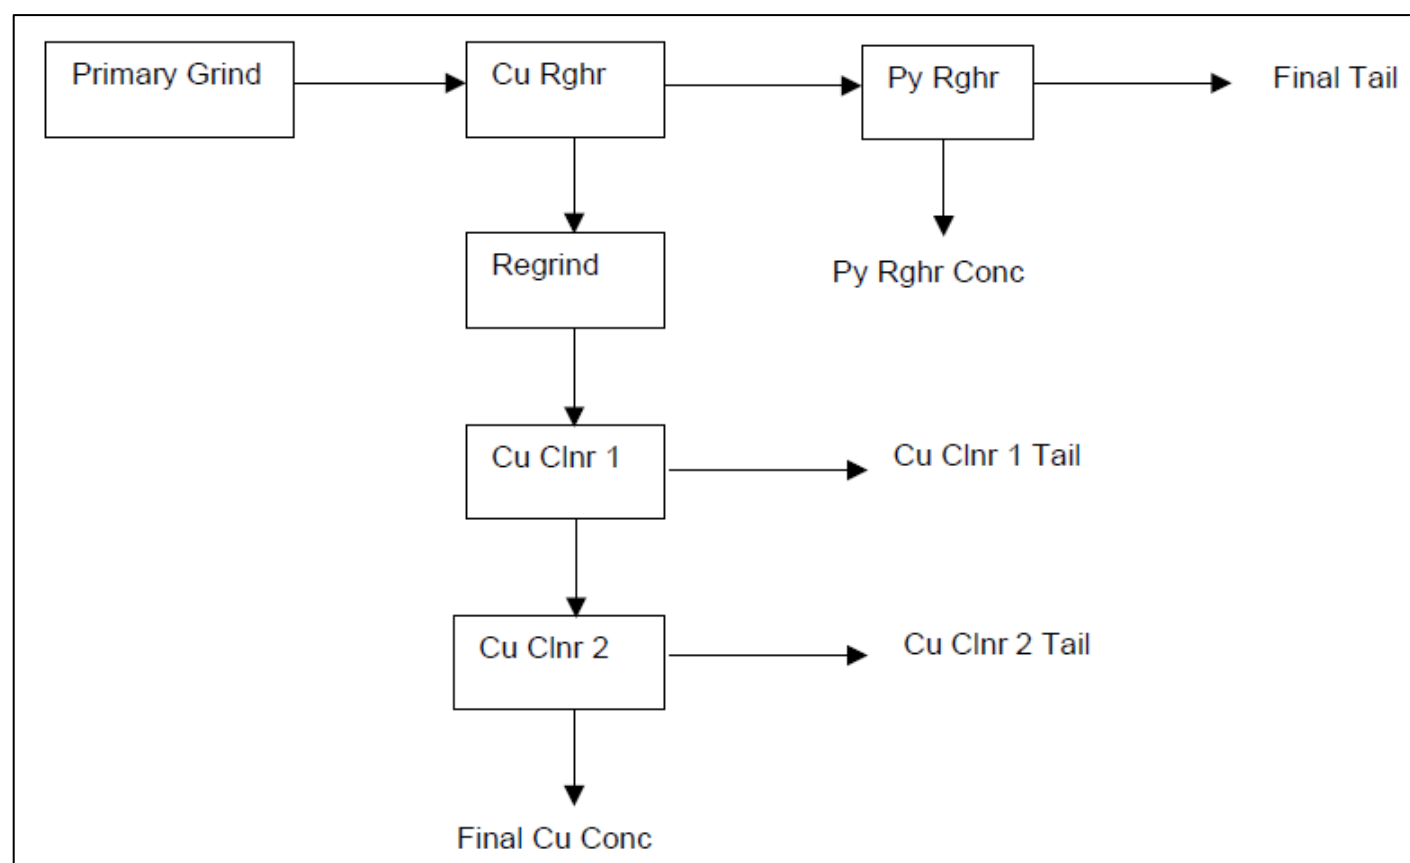 Primary Grind
Cu Rghr
Py Rghr
Final Tail
Regrind
Py Rghr Conc
Cu Clnr 1
Cu Clnr 1 Tail
Cu Clnr 2
Cu Clnr 2 Tail
Final Cu Conc